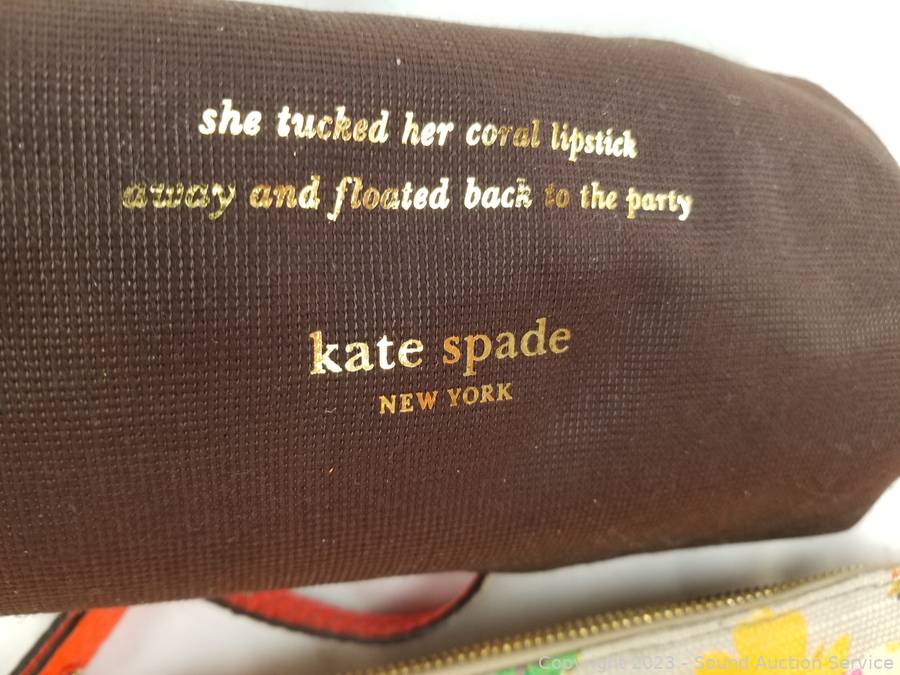 she tucked her coral lipstick
away and floated back to the party
kate spade
NEW YORK
Copyright 2023 - Sound Auction Service